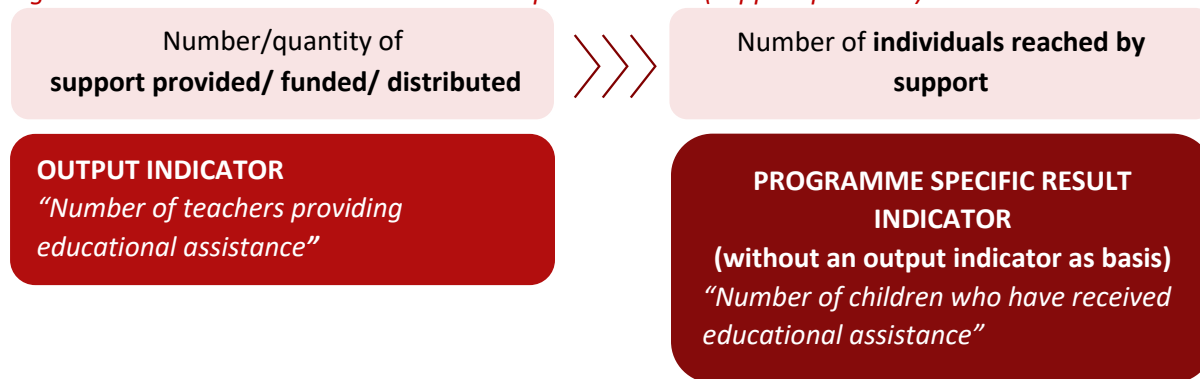 Number/quantity of
support provided/ funded/ distributed
Number of individuals reached by
support
OUTPUT INDICATOR
“Number of teachers providing
educational assistance”
PROGRAMME SPECIFIC RESULT
INDICATOR
(without an output indicator as basis)
“Number of children who have received
educational assistance”